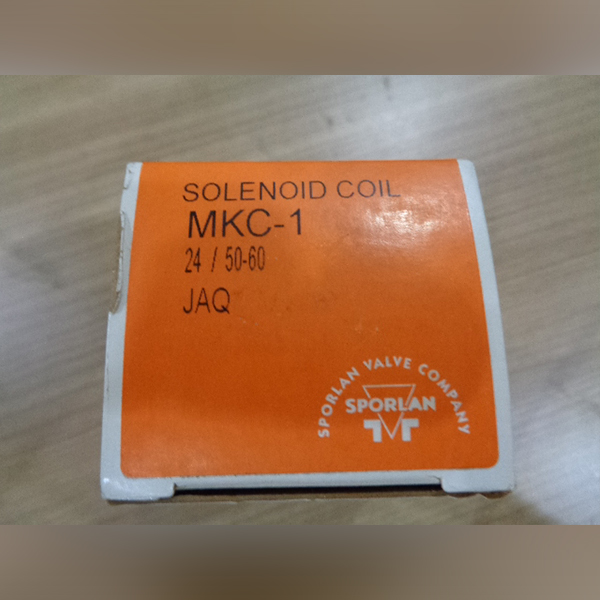 SOLENOID COIL
MKC-1
24 / 50-60
JAQ
SPORLAN VALVE COMPANY
SPORLAN